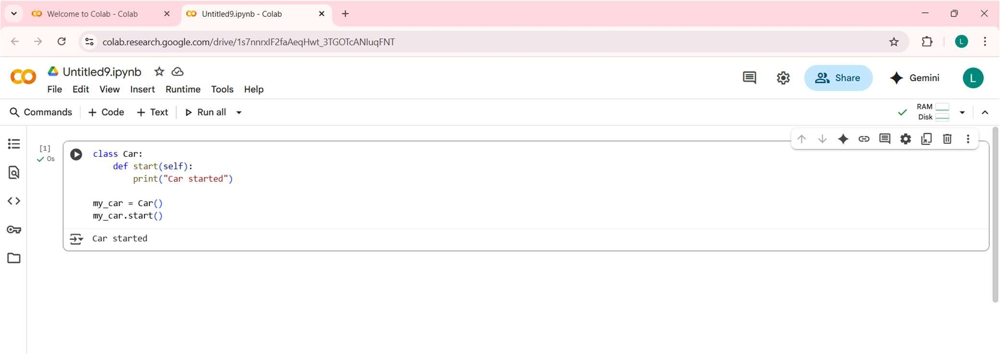 Welcome to Colab - Colab
Untitled9.ipynb - Colab
colab.research.google.com/drive/1s7nnrxIF2faAeqHwt_3TGOTcANIuqFNT
L
Untitled9.ipynb
File Edit View Insert Runtime Tools Help
Share
Gemini
L
Commands + Code + Text Run all
RAM
Disk
[1]
0s
class Car:
    def start(self):
        print("Car started")
my_car = Car()
my_car.start()
Car started